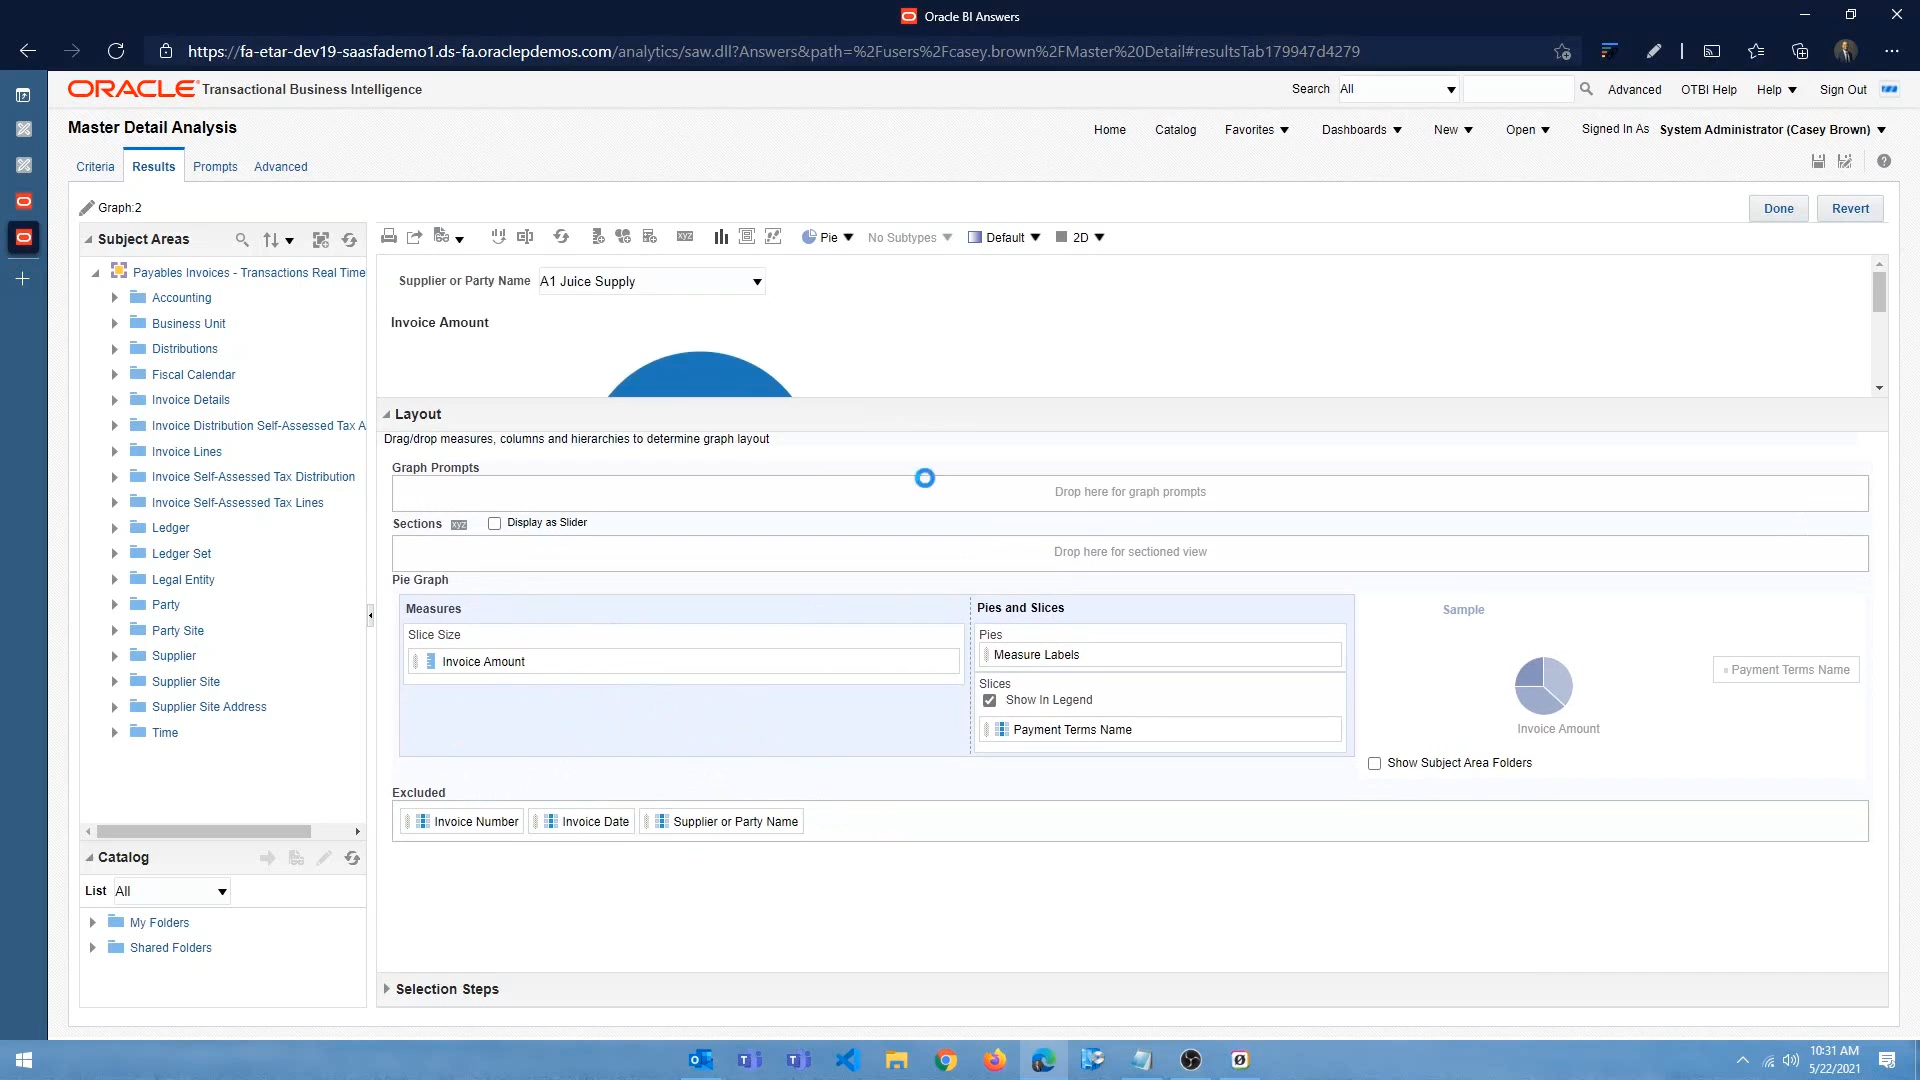 Oracle BI Answers
https://fa-etar-dev19-saasfademo1.ds-fa.oraclepdemos.com/analytics/saw.dll?Answers&path=%2Fusers%2Fcasey.brown%2FMaster%20Detail#resultsTab179947d4279
ORACLE Transactional Business Intelligence
Search All Advanced OTBI Help Help Sign Out
Master Detail Analysis
Home Catalog Favorites Dashboards New Open Signed In As System Administrator (Casey Brown)
Criteria Results Prompts Advanced
Graph:2
Done Revert
Subject Areas
Pie No Subtypes Default 2D
Payables Invoices - Transactions Real Time
Accounting
Business Unit
Distributions
Fiscal Calendar
Invoice Details
Invoice Distribution Self-Assessed Tax A
Invoice Lines
Invoice Self-Assessed Tax Distribution
Invoice Self-Assessed Tax Lines
Ledger
Ledger Set
Legal Entity
Party
Party Site
Supplier
Supplier Site
Supplier Site Address
Time
Catalog
List All
My Folders
Shared Folders
Supplier or Party Name A1 Juice Supply
Invoice Amount
Layout
Drag/drop measures, columns and hierarchies to determine graph layout
Graph Prompts
Drop here for graph prompts
Sections xyz Display as Slider
Drop here for sectioned view
Pie Graph
Measures
Slice Size
Invoice Amount
Pies and Slices
Pies
Measure Labels
Slices
Show In Legend
Payment Terms Name
Sample
Payment Terms Name
Invoice Amount
Show Subject Area Folders
Excluded
Invoice Number Invoice Date Supplier or Party Name
Selection Steps
10:31 AM
5/22/2021